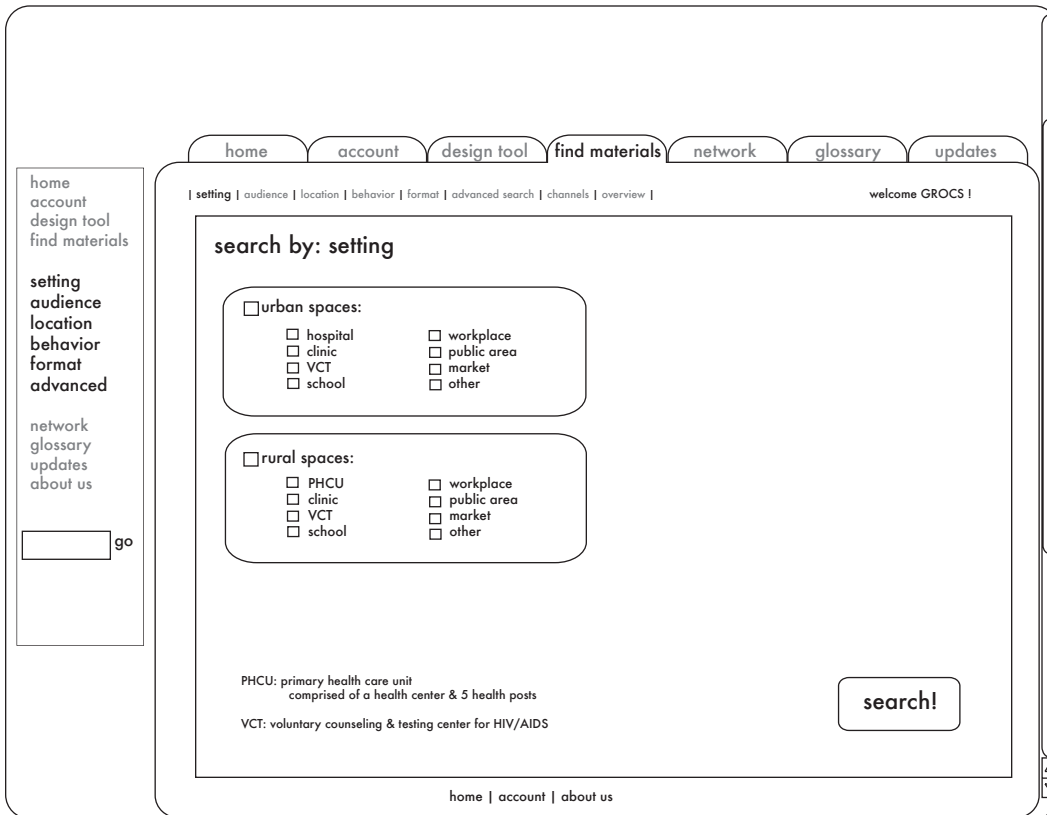 home account design tool find materials network glossary updates
| setting | audience | location | behavior | format | advanced search | channels | overview |
welcome GROCS !
home
account
design tool
find materials
setting
audience
location
behavior
format
advanced
network
glossary
updates
about us
go
search by: setting
urban spaces:
hospital
clinic
VCT
school
workplace
public area
market
other
rural spaces:
PHCU
clinic
VCT
school
workplace
public area
market
other
PHCU: primary health care unit
comprised of a health center & 5 health posts
VCT: voluntary counseling & testing center for HIV/AIDS
search!
home | account | about us